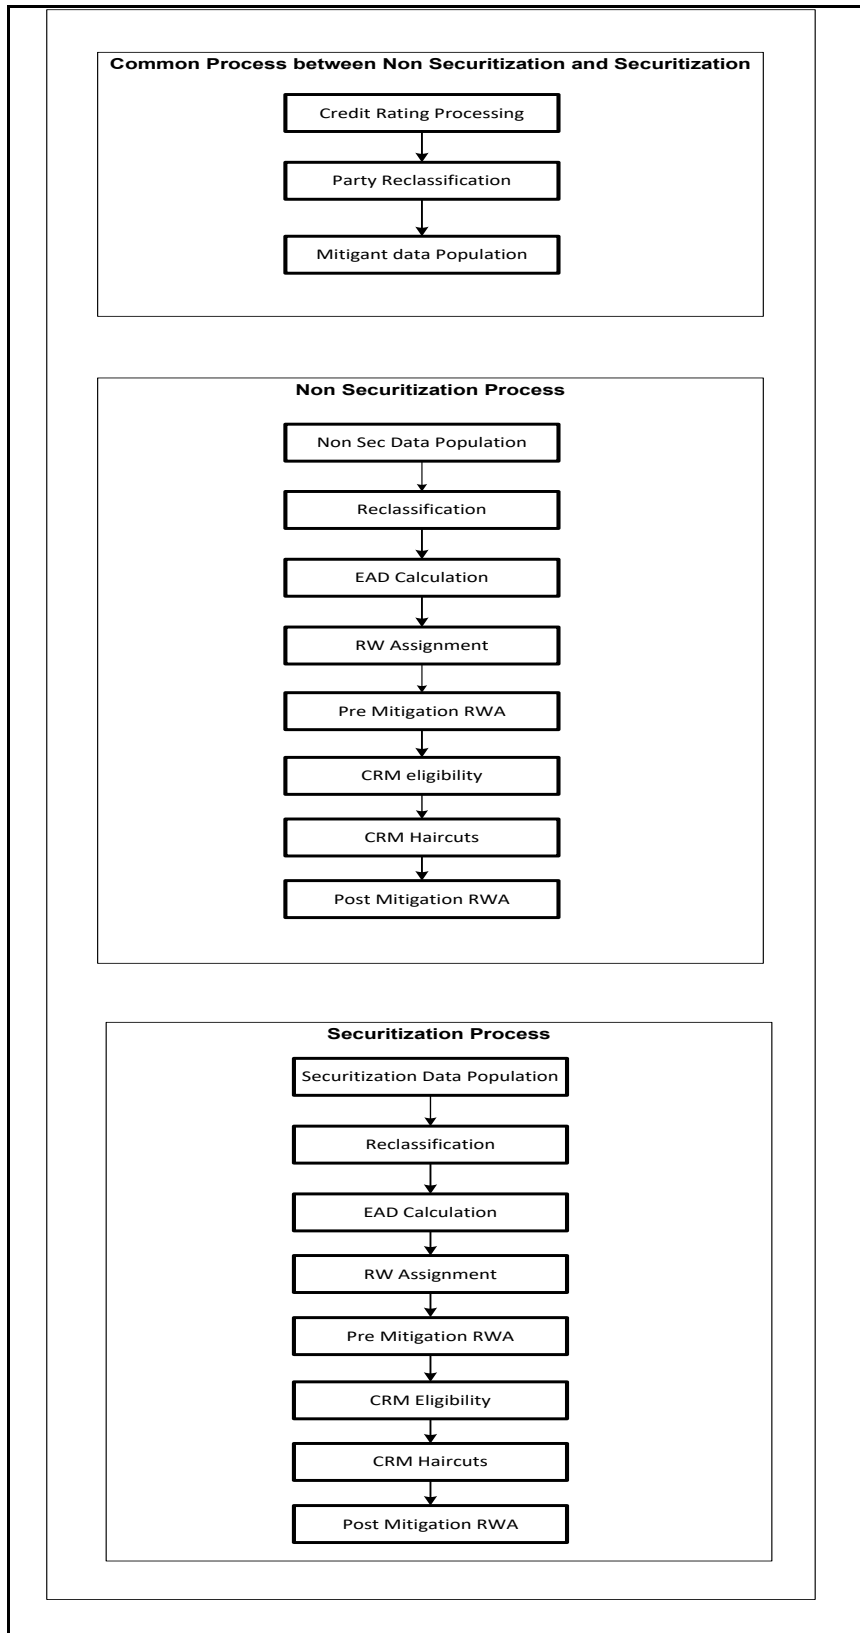 Common Process between Non Securitization and Securitization
Credit Rating Processing
Party Reclassification
Mitigant data Population
Non Securitization Process
Non Sec Data Population
Reclassification
EAD Calculation
RW Assignment
Pre Mitigation RWA
CRM eligibility
CRM Haircuts
Post Mitigation RWA
Securitization Process
Securitization Data Population
Reclassification
EAD Calculation
RW Assignment
Pre Mitigation RWA
CRM Eligibility
CRM Haircuts
Post Mitigation RWA